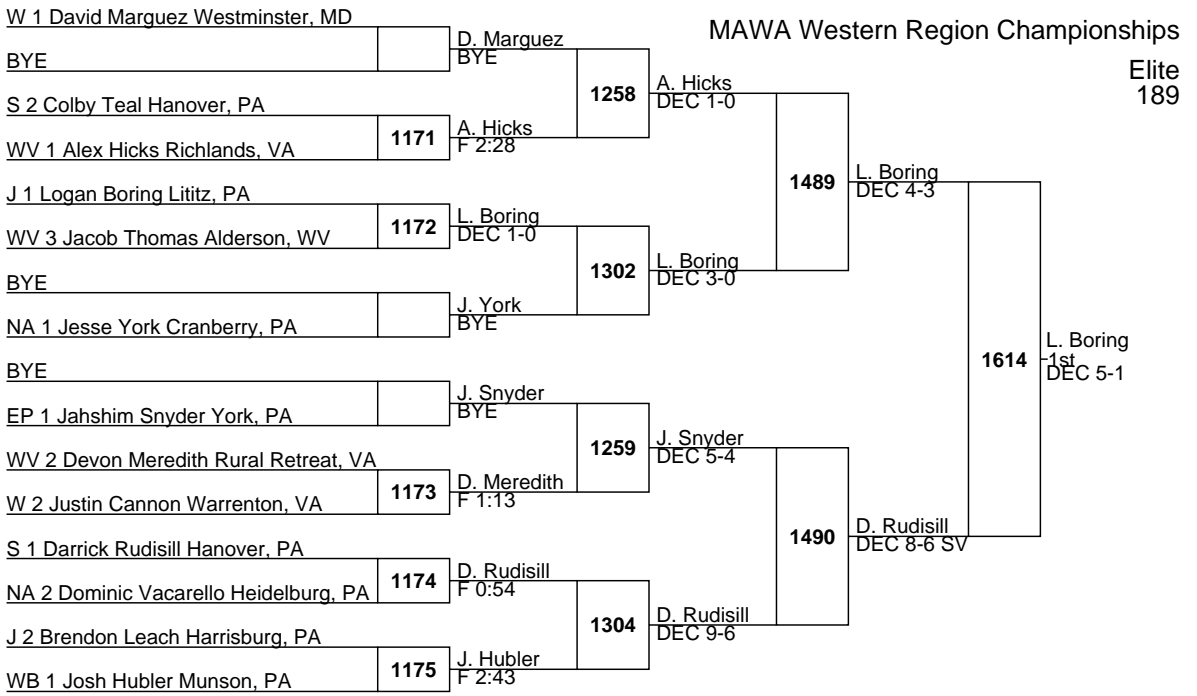 MAWA Western Region Championships
Elite
189
W 1 David Marguez Westminster, MD
BYE
S 2 Colby Teal Hanover, PA
WV 1 Alex Hicks Richlands, VA
J 1 Logan Boring Lititz, PA
WV 3 Jacob Thomas Alderson, WV
BYE
NA 1 Jesse York Cranberry, PA
BYE
EP 1 Jahshim Snyder York, PA
WV 2 Devon Meredith Rural Retreat, VA
W 2 Justin Cannon Warrenton, VA
S 1 Darrick Rudisill Hanover, PA
NA 2 Dominic Vacarello Heidelburg, PA
J 2 Brendon Leach Harrisburg, PA
WB 1 Josh Hubler Munson, PA
1171
1172
1173
1174
1175
D. Marguez
BYE
A. Hicks
F 2:28
L. Boring
DEC 1-0
J. York
BYE
J. Snyder
BYE
D. Meredith
F 1:13
D. Rudisill
F 0:54
J. Hubler
F 2:43
1258
1302
1259
1304
A. Hicks
DEC 1-0
L. Boring
DEC 3-0
J. Snyder
DEC 5-4
D. Rudisill
DEC 9-6
1489
1490
L. Boring
DEC 4-3
D. Rudisill
DEC 8-6 SV
1614
L. Boring
1st
DEC 5-1